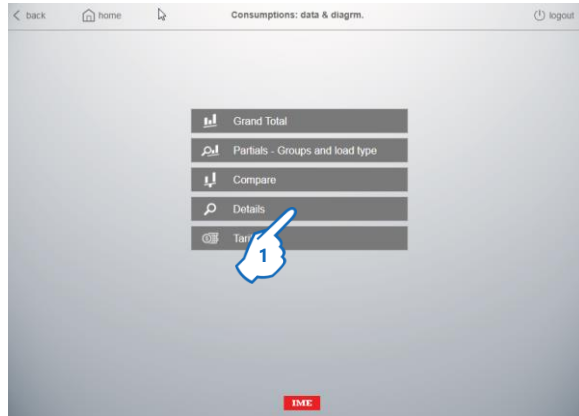 back
home
Consumptions: data & diagrm.
logout
Grand Total
Partials - Groups and load type
Compare
Details
1
IME